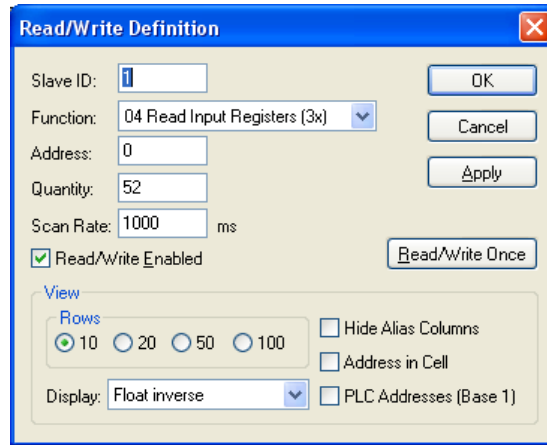 Read/Write Definition
Slave ID: 1
OK
Function: 04 Read Input Registers (3x)
Cancel
Address: 0
Apply
Quantity: 52
Scan Rate: 1000 ms
Read/Write Enabled
Read/Write Once
View
Rows
10 20 50 100
Hide Alias Columns
Address in Cell
Display: Float inverse
PLC Addresses (Base 1)